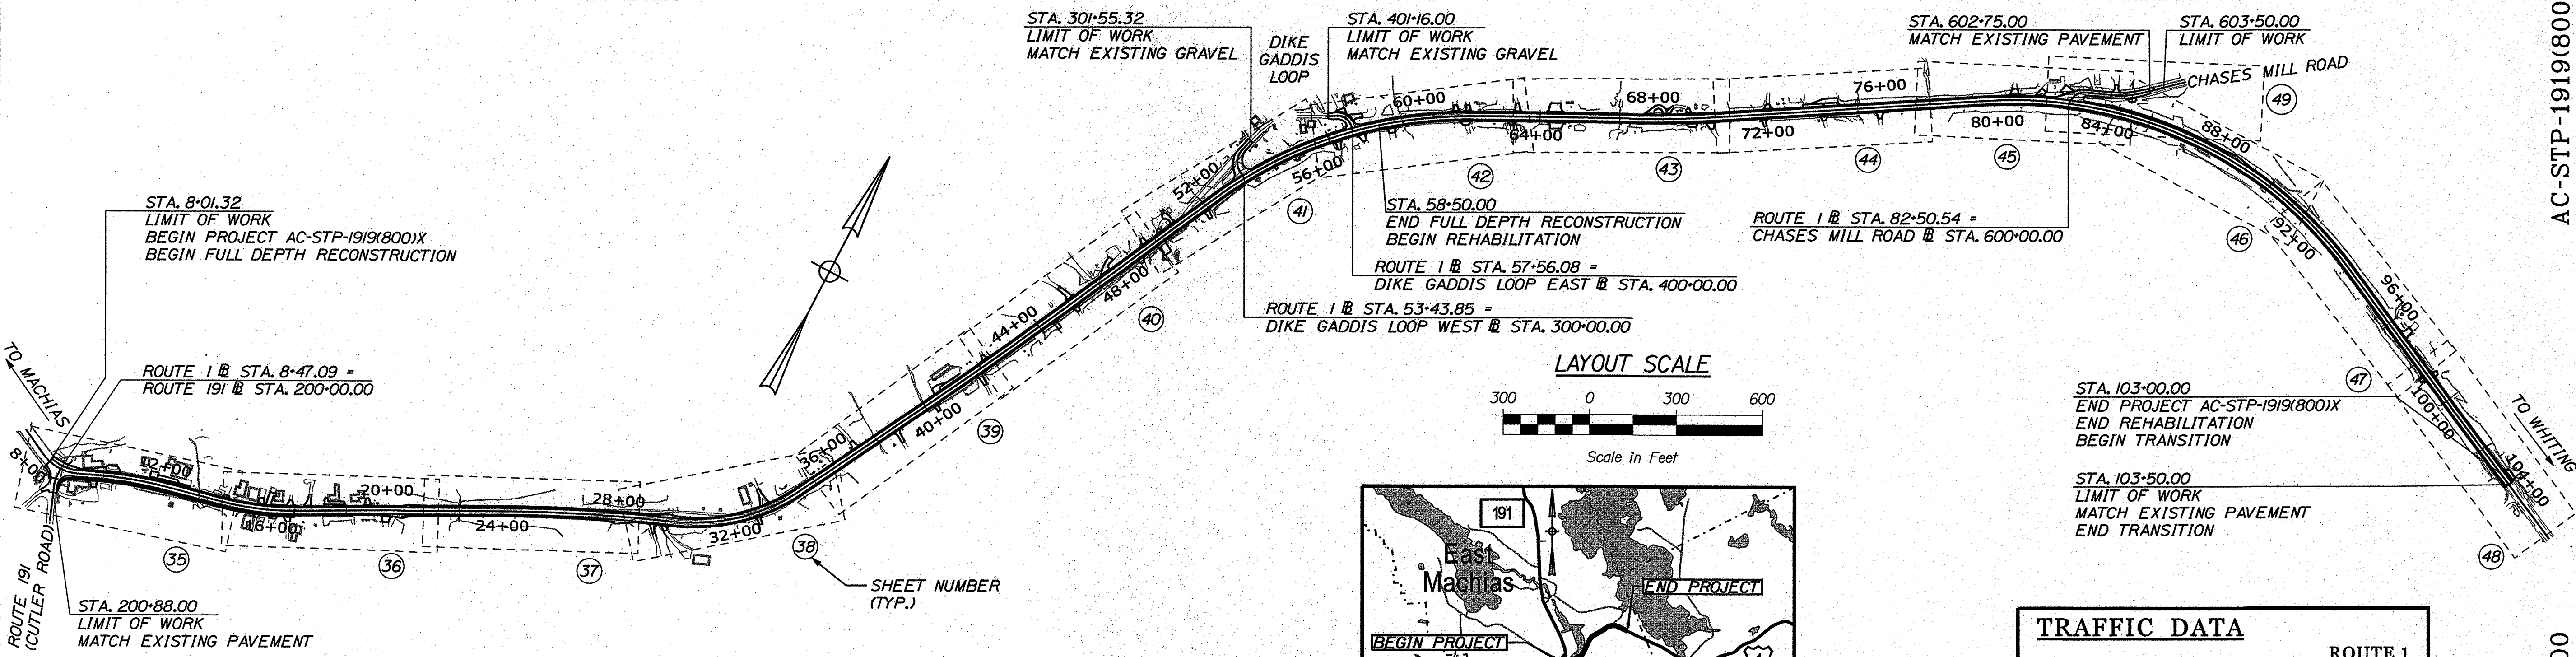 STA. 301+55.32
LIMIT OF WORK
MATCH EXISTING GRAVEL
DIKE
GADDIS
LOOP
STA. 401+16.00
LIMIT OF WORK
MATCH EXISTING GRAVEL
STA. 602+75.00
MATCH EXISTING PAVEMENT
STA. 603+50.00
LIMIT OF WORK
CHASES MILL ROAD
AC-STP-1919(800
STA. 8+01.32
LIMIT OF WORK
BEGIN PROJECT AC-STP-1919(800)X
BEGIN FULL DEPTH RECONSTRUCTION
ROUTE 1 BL STA. 8+47.09 =
ROUTE 191 BL STA. 200+00.00
TO MACHIAS
8+00
12+00
16+00
20+00
24+00
28+00
32+00
36+00
40+00
44+00
48+00
52+00
56+00
60+00
64+00
68+00
72+00
76+00
80+00
84+00
88+00
92+00
96+00
100+00
104+00
35
36
37
38
39
40
41
42
43
44
45
46
47
48
49
SHEET NUMBER
(TYP.)
ROUTE 191
(CUTLER ROAD)
STA. 200+88.00
LIMIT OF WORK
MATCH EXISTING PAVEMENT
STA. 58+50.00
END FULL DEPTH RECONSTRUCTION
BEGIN REHABILITATION
ROUTE 1 BL STA. 57+56.08 =
DIKE GADDIS LOOP EAST BL STA. 400+00.00
ROUTE 1 BL STA. 53+43.85 =
DIKE GADDIS LOOP WEST BL STA. 300+00.00
ROUTE 1 BL STA. 82+50.54 =
CHASES MILL ROAD BL STA. 600+00.00
LAYOUT SCALE
300 0 300 600
Scale in Feet
191
East
Machias
END PROJECT
BEGIN PROJECT
1
STA. 103+00.00
END PROJECT AC-STP-1919(800)X
END REHABILITATION
BEGIN TRANSITION
STA. 103+50.00
LIMIT OF WORK
MATCH EXISTING PAVEMENT
END TRANSITION
TO WHITING
TRAFFIC DATA
ROUTE 1
00